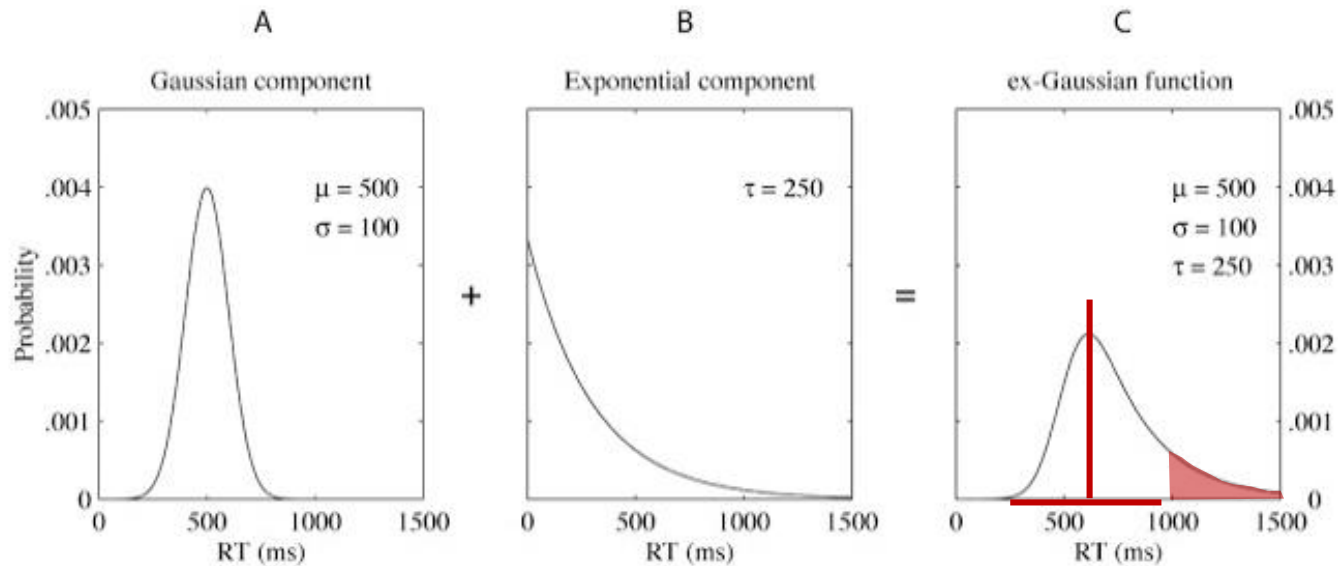 A
B
C
Gaussian component
Exponential component
ex-Gaussian function
.005
.004
.003
.002
.001
0
Probability
μ = 500
σ = 100
0 500 1000 1500
RT (ms)
+
τ = 250
0 500 1000 1500
RT (ms)
=
μ = 500
σ = 100
τ = 250
.005
.004
.003
.002
.001
0
0 500 1000 1500
RT (ms)